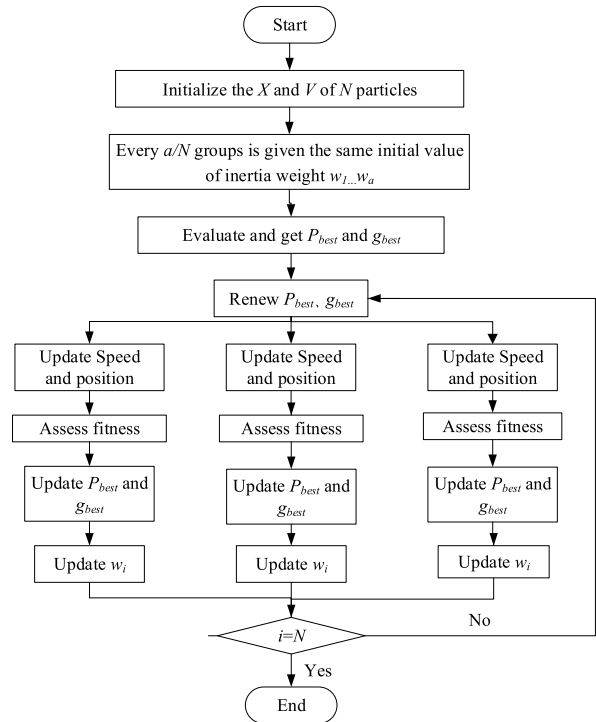 Start
Initialize the X and V of N particles
Every a/N groups is given the same initial value
of inertia weight w1...wa
Evaluate and get Pbest and gbest
Renew Pbest、gbest
Update Speed
and position
Assess fitness
Update Pbest and
gbest
Update wi
Update Speed
and position
Assess fitness
Update Pbest and
gbest
Update wi
Update Speed
and position
Assess fitness
Update Pbest and
gbest
Update wi
i=N
No
Yes
End